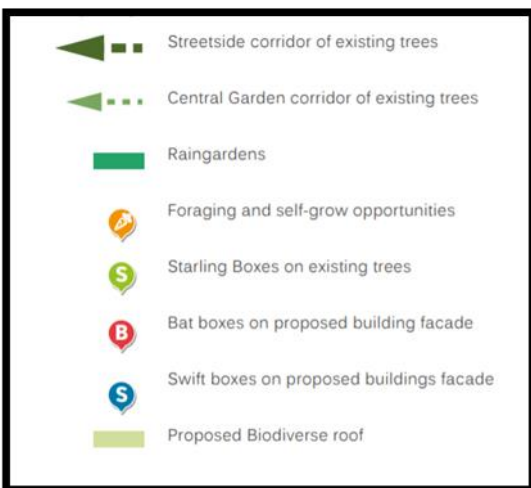 Streetside corridor of existing trees
Central Garden corridor of existing trees
Raingardens
Foraging and self-grow opportunities
S Starling Boxes on existing trees
B Bat boxes on proposed building facade
S Swift boxes on proposed buildings facade
Proposed Biodiverse roof